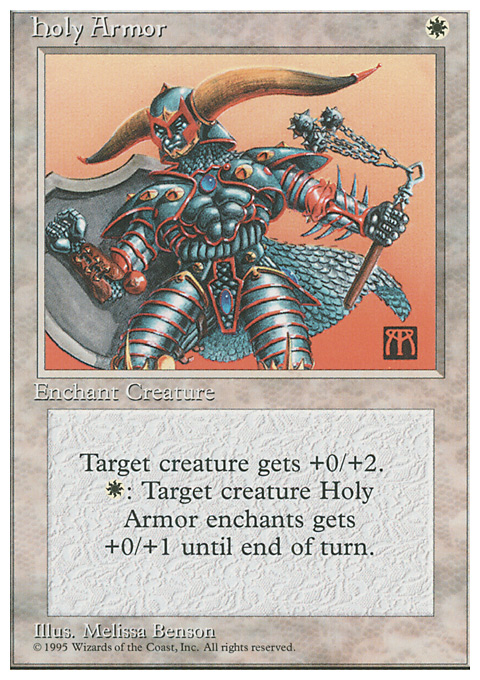 Holy Armor
Enchant Creature
Target creature gets +0/+2.
: Target creature Holy
Armor enchants gets
+0/+1 until end of turn.
Illus. Melissa Benson
© 1995 Wizards of the Coast, Inc. All rights reserved.